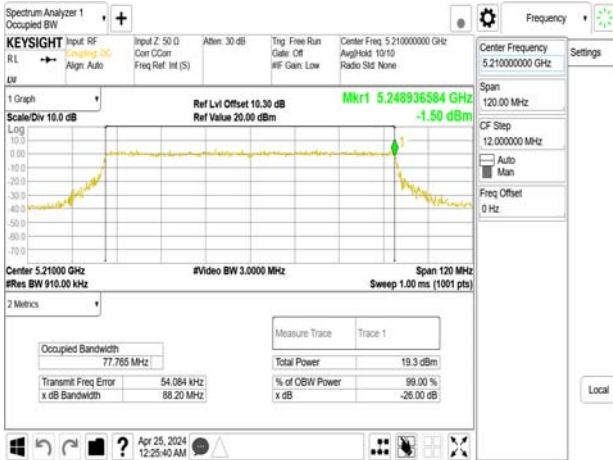 Spectrum Analyzer 1
Occupied BW
Frequency
KEYSIGHT
RL
Input: RF
Coupling: DC
Align: Auto
Input Z: 50 Ω
Corr CCorr
Freq Ref: Int (S)
Atten: 30 dB
Trig: Free Run
Gate: Off
#IF Gain: Low
Center Freq: 5.210000000 GHz
Avg|Hold: 10/10
Radio Std: None
Center Frequency
5.210000000 GHz
Settings
Span
120.00 MHz
CF Step
12.000000 MHz
Auto
Man
Freq Offset
0 Hz
1 Graph
Scale/Div 10.0 dB
Ref Lvl Offset 10.30 dB
Ref Value 20.00 dBm
Mkr1 5.248936584 GHz
-1.50 dBm
Log
10.0
0.00
-10.0
-20.0
-30.0
-40.0
-50.0
-60.0
-70.0
1
Center 5.21000 GHz
#Res BW 910.00 kHz
#Video BW 3.0000 MHz
Span 120 MHz
Sweep 1.00 ms (1001 pts)
2 Metrics
Measure Trace
Trace 1
Occupied Bandwidth
77.765 MHz
Total Power
19.3 dBm
Transmit Freq Error
54.084 kHz
% of OBW Power
99.00 %
x dB Bandwidth
88.20 MHz
x dB
-26.00 dB
Local
Apr 25, 2024
12:25:40 AM